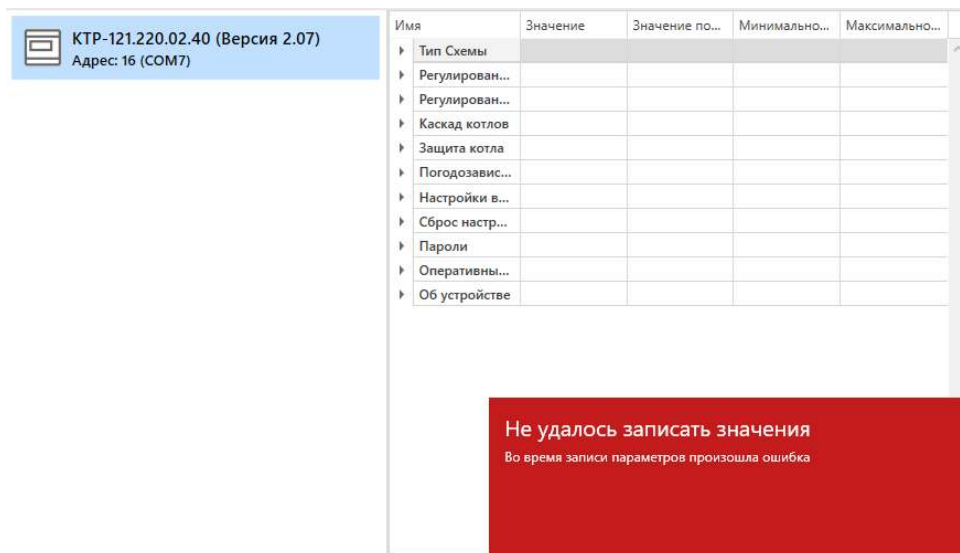 КТР-121.220.02.40 (Версия 2.07)
Адрес: 16 (COM7)
Имя Значение Значение по... Минимально... Максимально...
Тип Схемы
Регулирован...
Регулирован...
Каскад котлов
Защита котла
Погодозавис...
Настройки в...
Сброс настр...
Пароли
Оперативны...
Об устройстве
Не удалось записать значения
Во время записи параметров произошла ошибка